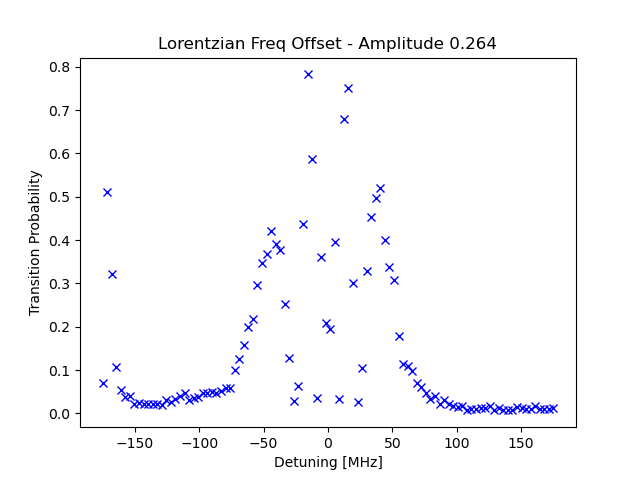 Lorentzian Freq Offset - Amplitude 0.264
Transition Probability
0.8
0.7
0.6
0.5
0.4
0.3
0.2
0.1
0.0
−150 −100 −50 0 50 100 150
Detuning [MHz]